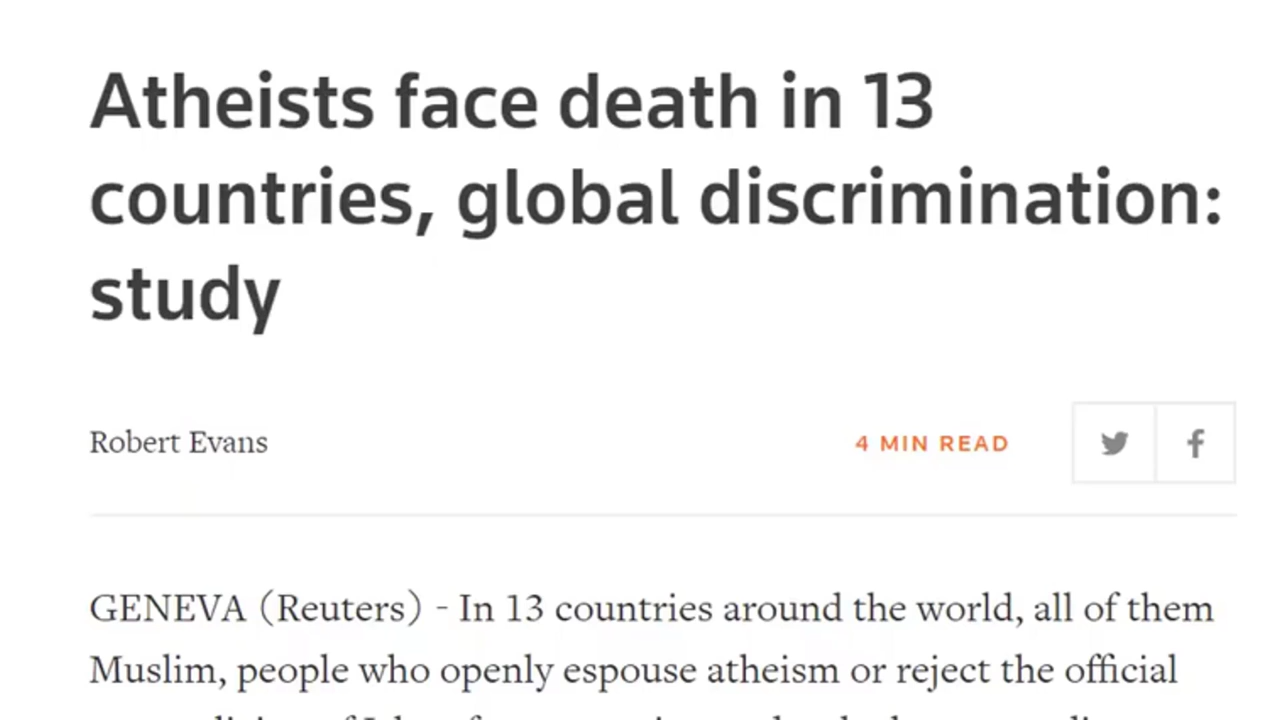 Atheists face death in 13
countries, global discrimination:
study
Robert Evans
4 MIN READ
GENEVA (Reuters) - In 13 countries around the world, all of them
Muslim, people who openly espouse atheism or reject the official